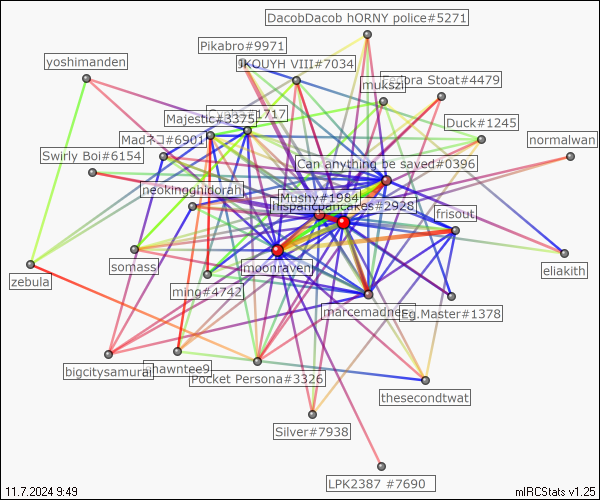 DacobDacob hORNY police#5271
Pikabro#9971
JKOUYH VIII#7034
yoshimanden
Fedora Stoat#4479
mukszi
Majestic#3375
1717
Duck#1245
normalwan
Madネコ#6901
Swirly Boi#6154
Can anything be saved#0396
neokingghidorah
Mushy#1984
hispanicpancakes#2928
frisout
somass
moonraven
eliakith
zebula
ming#4742
marcemadness
Eg.Master#1378
bigcitysamurai
shawntee9
Pocket Persona#3326
thesecondtwat
Silver#7938
LPK2387 #7690
11.7.2024 9:49
mIRCStats v1.25